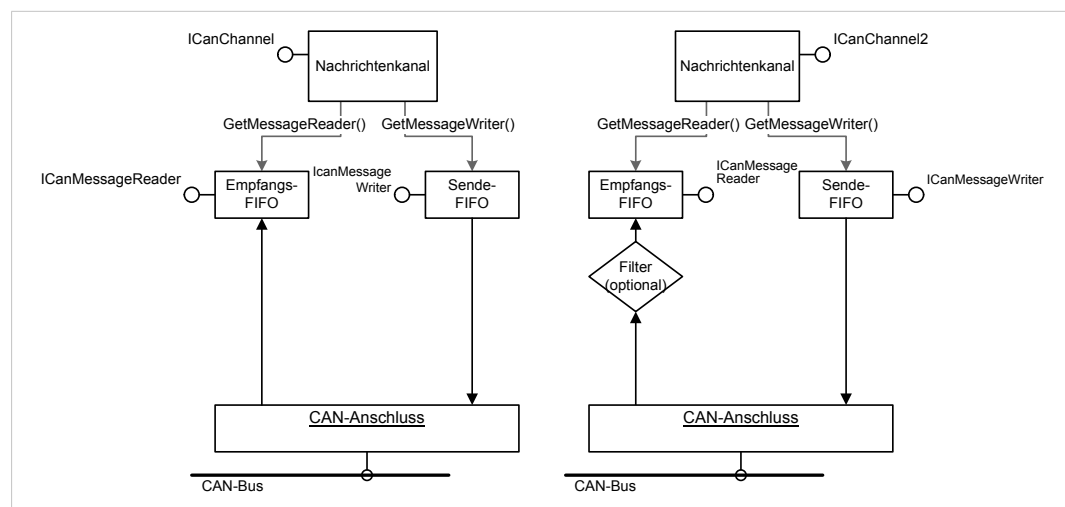 ICanChannel
Nachrichtenkanal
GetMessageReader()
GetMessageWriter()
ICanMessageReader
Empfangs-
FIFO
IcanMessage
Writer
Sende-
FIFO
CAN-Anschluss
CAN-Bus
ICanChannel2
Nachrichtenkanal
GetMessageReader()
GetMessageWriter()
Empfangs-
FIFO
ICanMessage
Reader
Sende-
FIFO
ICanMessageWriter
Filter
(optional)
CAN-Anschluss
CAN-Bus